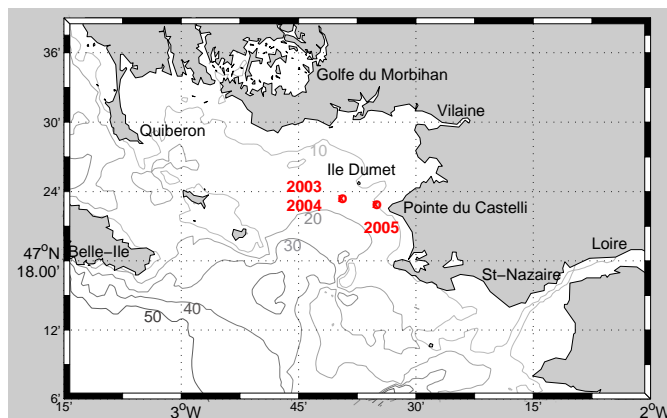 36'
Golfe du Morbihan
Vilaine
30'
Quiberon
10
Ile Dumet
24'
2003
2004
Pointe du Castelli
20
2005
30
47°N
18.00'
Belle-Ile
Loire
St-Nazaire
40
50
12'
6'
15'
3°W
45'
30'
15'
2°W